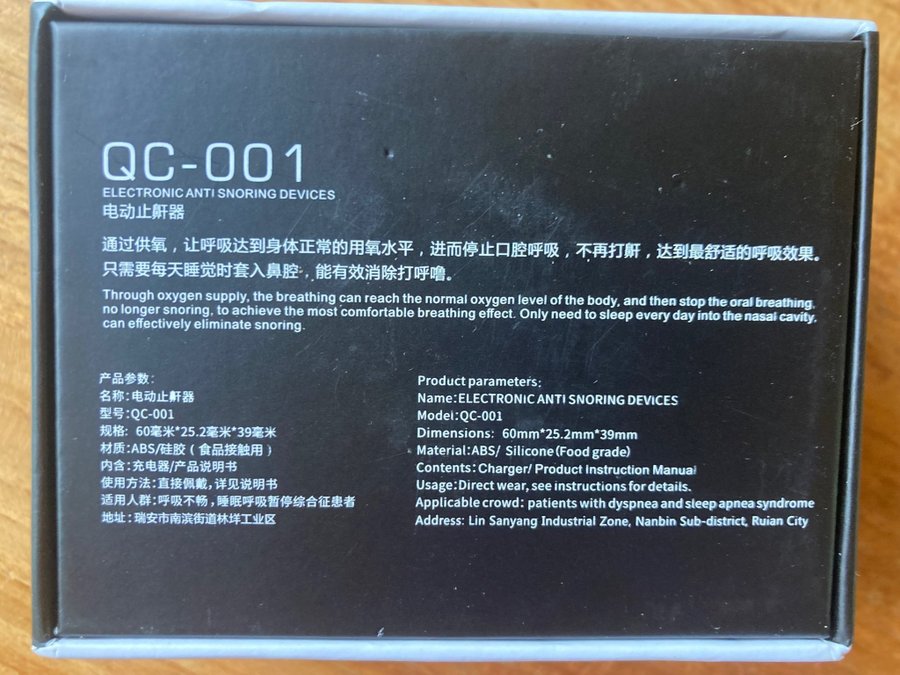 QC-001
ELECTRONIC ANTI SNORING DEVICES
电动止鼾器
通过供氧，让呼吸达到身体正常的用氧水平，进而停止口腔呼吸，不再打鼾，达到最舒适的呼吸效果。
只需要每天睡觉时套入鼻腔，能有效消除打呼噜。
Through oxygen supply, the breathing can reach the normal oxygen level of the body, and then stop the oral breathing,
no longer snoring, to achieve the most comfortable breathing effect. Only need to sleep every day into the nasal cavity,
can effectively eliminate snoring.
产品参数：
名称：电动止鼾器
型号：QC-001
规格：60毫米*25.2毫米*39毫米
材质：ABS/硅胶（食品接触用）
内含：充电器/产品说明书
使用方法：直接佩戴，详见说明书
适用人群：呼吸不畅，睡眠呼吸暂停综合征患者
地址：瑞安市南滨街道林垟工业区
Product parameters:
Name:ELECTRONIC ANTI SNORING DEVICES
Model:QC-001
Dimensions: 60mm*25.2mm*39mm
Material:ABS/ Silicone(Food grade)
Contents: Charger/ Product Instruction Manual
Usage:Direct wear, see instructions for details.
Applicable crowd: patients with dyspnea and sleep apnea syndrome
Address: Lin Sanyang Industrial Zone, Nanbin Sub-district, Ruian City